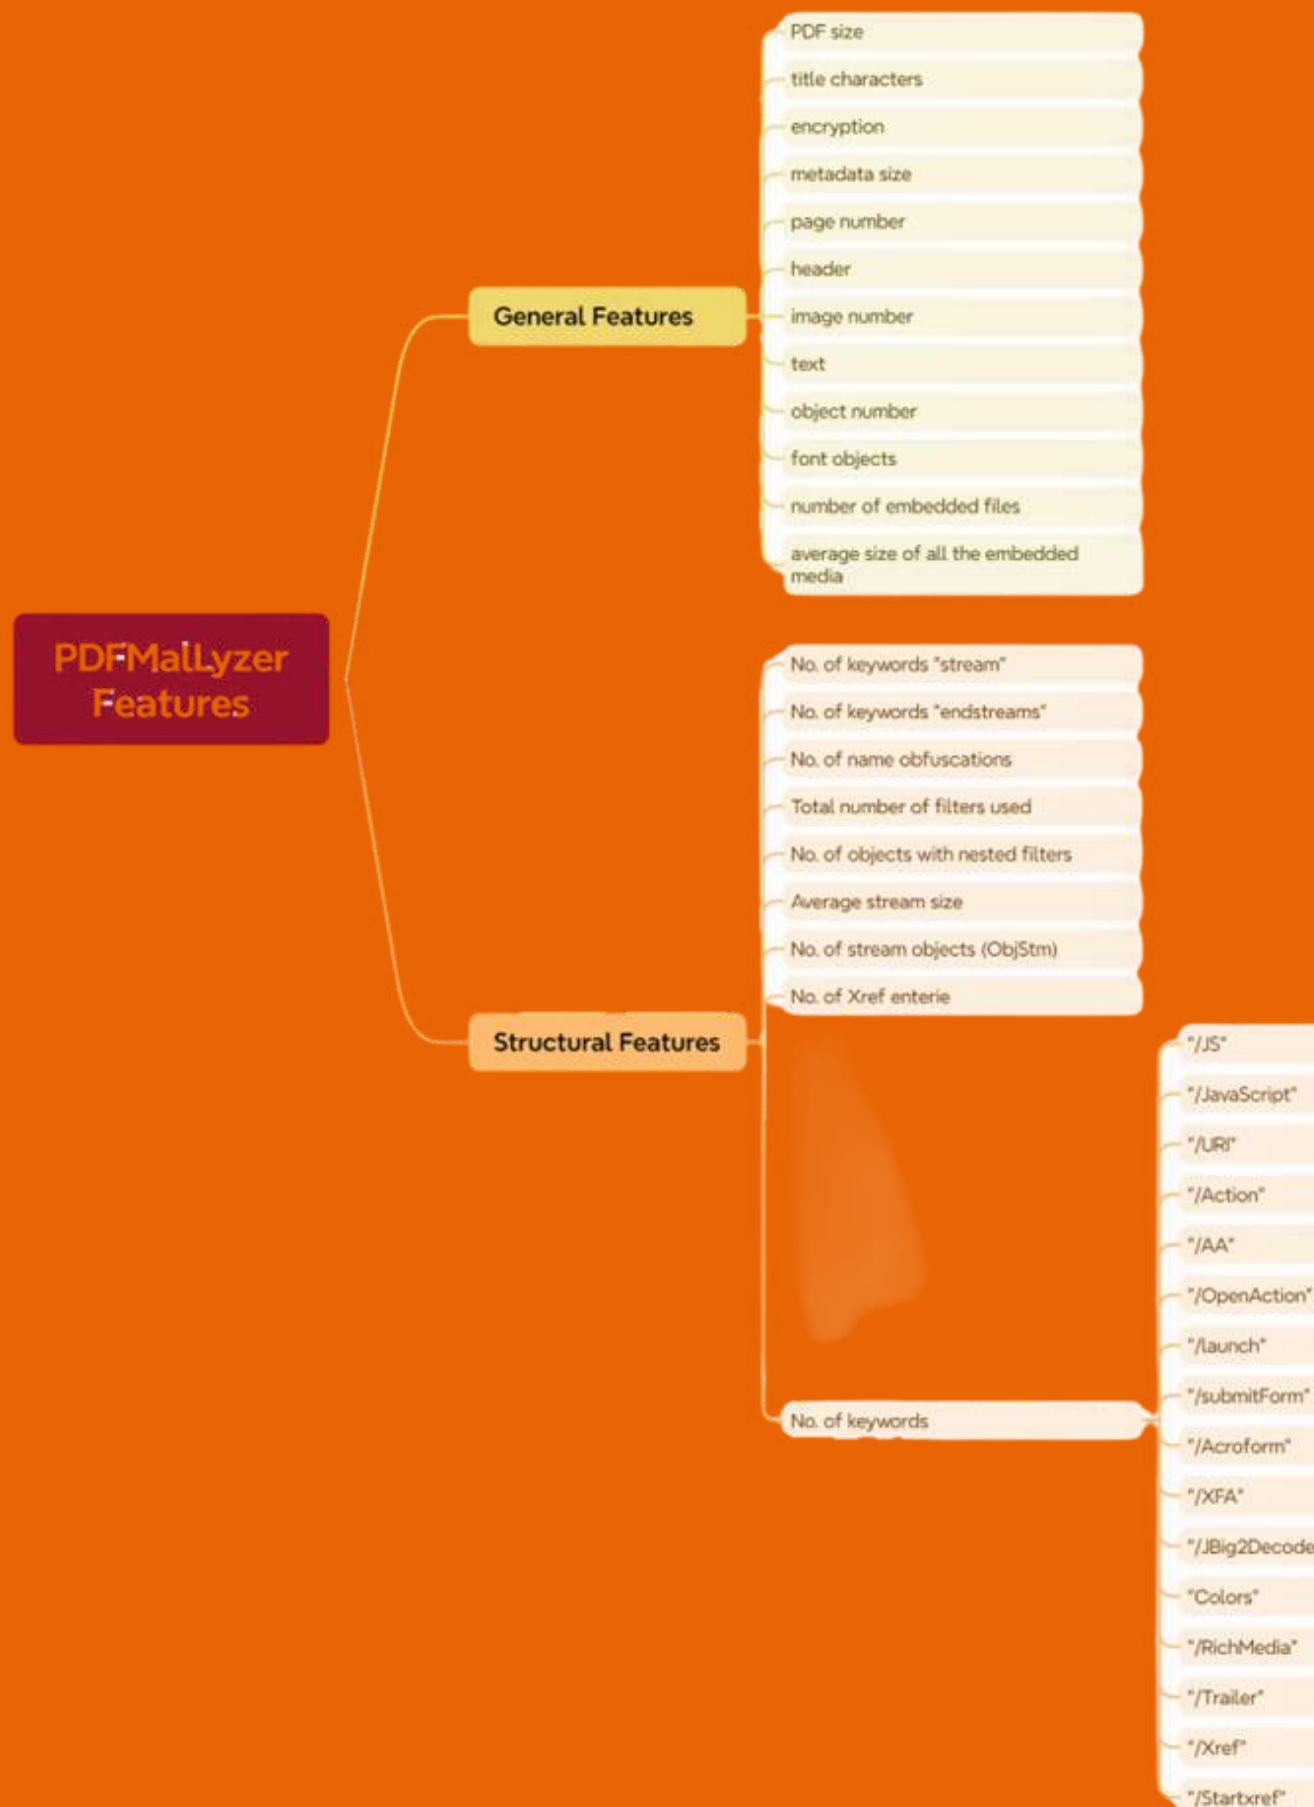 PDFMalLyzer
Features
General Features
PDF size
title characters
encryption
metadata size
page number
header
image number
text
object number
font objects
number of embedded files
average size of all the embedded
media
Structural Features
No. of keywords "stream"
No. of keywords "endstreams"
No. of name obfuscations
Total number of filters used
No. of objects with nested filters
Average stream size
No. of stream objects (ObjStm)
No. of Xref enterie
No. of keywords
"/JS"
"/JavaScript"
"/URI"
"/Action"
"/AA"
"/OpenAction"
"/launch"
"/submitForm"
"/Acroform"
"/XFA"
"/JBig2Decode
"Colors"
"/RichMedia"
"/Trailer"
"/Xref"
"/Startxref"